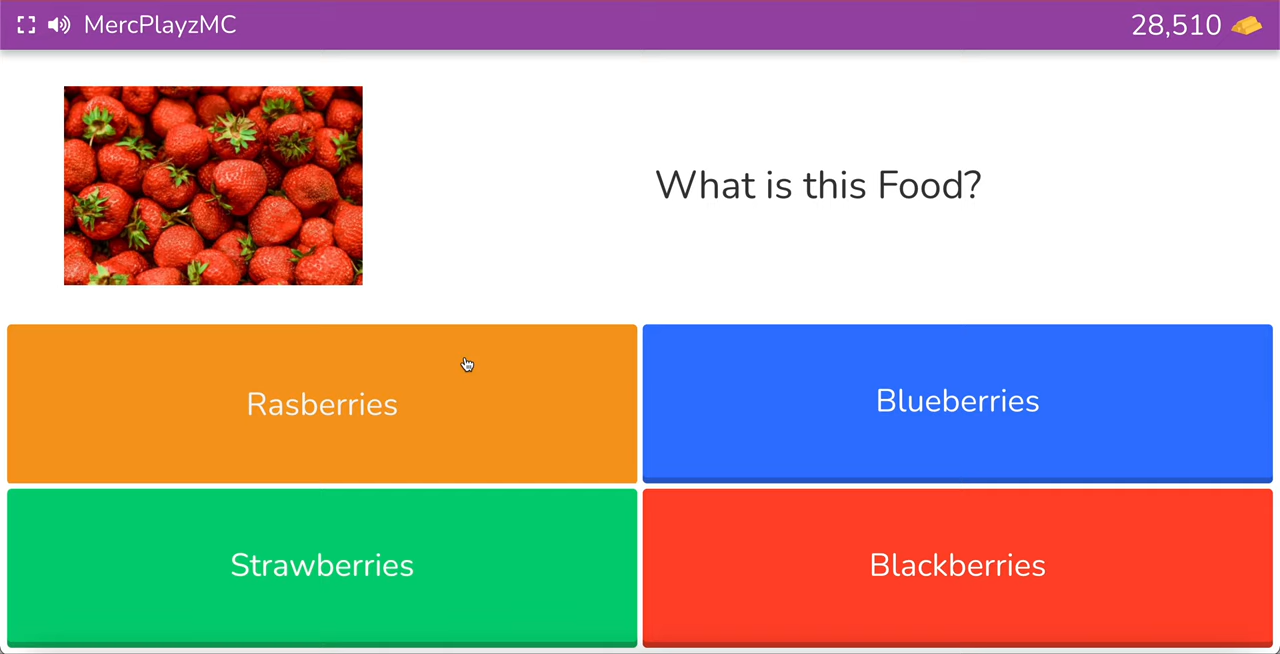 MercPlayzMC
28,510
What is this Food?
Rasberries
Blueberries
Strawberries
Blackberries